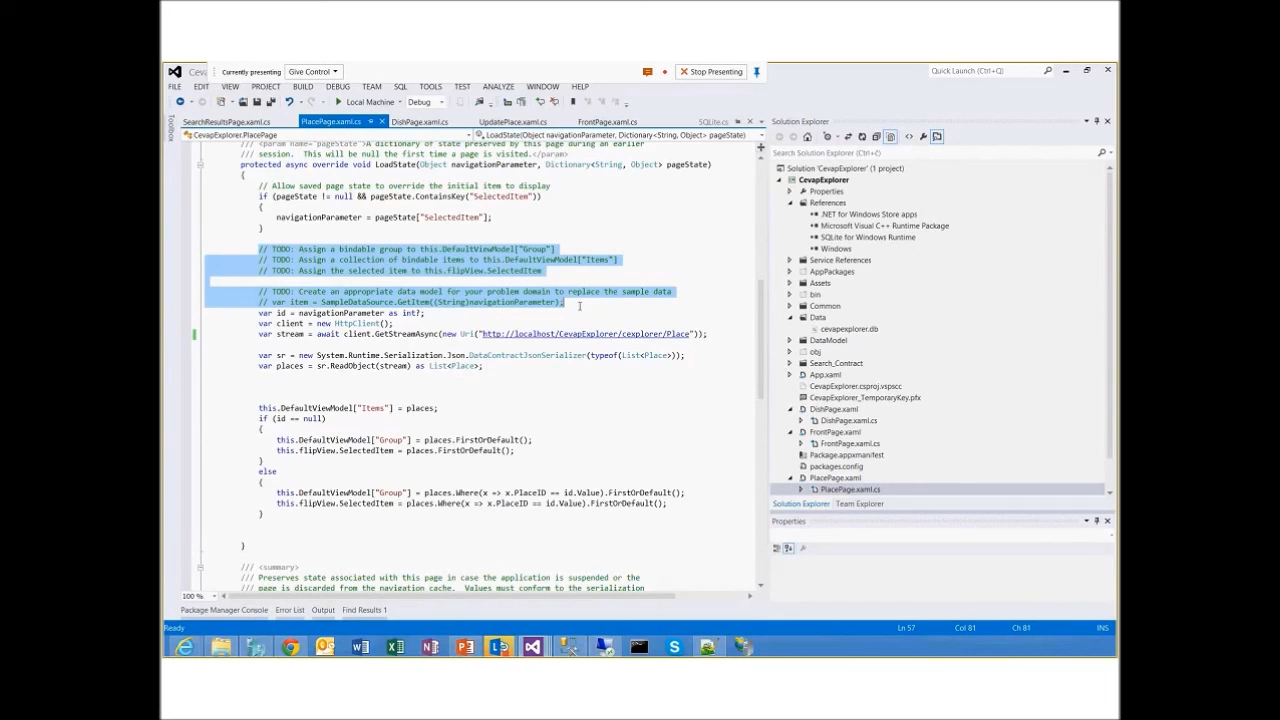 Ceva
Currently presenting
Give Control
Stop Presenting
Quick Launch (Ctrl+Q)
FILE EDIT VIEW PROJECT BUILD DEBUG TEAM SQL TOOLS TEST ANALYZE WINDOW HELP
Local Machine Debug
SearchResultsPage.xaml.cs PlacePage.xaml.cs DishPage.xaml.cs UpdatePlace.xaml.cs FrontPage.xaml.cs SQLite.cs
Toolbox
CevapExplorer.PlacePage
LoadState(Object navigationParameter, Dictionary<String, Object> pageState)
/// <param name="pageState">A dictionary of state preserved by this page during an earlier
/// session. This will be null the first time a page is visited.</param>
protected async override void LoadState(Object navigationParameter, Dictionary<String, Object> pageState)
{
// Allow saved page state to override the initial item to display
if (pageState != null && pageState.ContainsKey("SelectedItem"))
{
navigationParameter = pageState["SelectedItem"];
}
// TODO: Assign a bindable group to this.DefaultViewModel["Group"]
// TODO: Assign a collection of bindable items to this.DefaultViewModel["Items"]
// TODO: Assign the selected item to this.flipView.SelectedItem
// TODO: Create an appropriate data model for your problem domain to replace the sample data
// var item = SampleDataSource.GetItem((String)navigationParameter);
var id = navigationParameter as int?;
var client = new HttpClient();
var stream = await client.GetStreamAsync(new Uri("http://localhost/CevapExplorer/cexplorer/Place"));
var sr = new System.Runtime.Serialization.Json.DataContractJsonSerializer(typeof(List<Place>));
var places = sr.ReadObject(stream) as List<Place>;
this.DefaultViewModel["Items"] = places;
if (id == null)
{
this.DefaultViewModel["Group"] = places.FirstOrDefault();
this.flipView.SelectedItem = places.FirstOrDefault();
}
else
{
this.DefaultViewModel["Group"] = places.Where(x => x.PlaceID == id.Value).FirstOrDefault();
this.flipView.SelectedItem = places.Where(x => x.PlaceID == id.Value).FirstOrDefault();
}
}
/// <summary>
/// Preserves state associated with this page in case the application is suspended or the
/// page is discarded from the navigation cache. Values must conform to the serialization
100 %
Solution Explorer
Search Solution Explorer (Ctrl+č)
Solution 'CevapExplorer' (1 project)
CevapExplorer
Properties
References
.NET for Windows Store apps
Microsoft Visual C++ Runtime Package
SQLite for Windows Runtime
Windows
Service References
AppPackages
Assets
bin
Common
Data
cevapexplorer.db
DataModel
obj
Search_Contract
App.xaml
CevapExplorer.csproj.vspscc
CevapExplorer_TemporaryKey.pfx
DishPage.xaml
DishPage.xaml.cs
FrontPage.xaml
FrontPage.xaml.cs
Package.appxmanifest
packages.config
PlacePage.xaml
PlacePage.xaml.cs
Solution Explorer Team Explorer
Properties
Package Manager Console Error List Output Find Results 1
Ready Ln 57 Col 81 Ch 81 INS